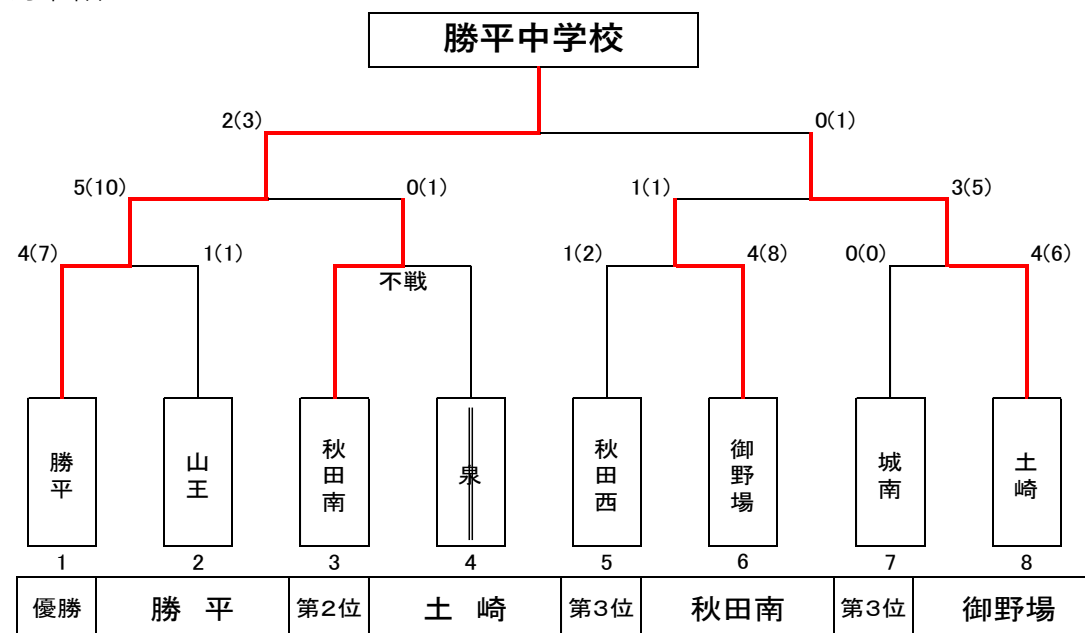 勝平中学校
2(3) 0(1)
5(10) 0(1) 1(1) 3(5)
4(7) 1(1) 不戦 1(2) 4(8) 0(0) 4(6)
勝平 山王 秋田南 泉 秋田西 御野場 城南 土崎
1 2 3 4 5 6 7 8
優勝 勝平 第2位 土崎 第3位 秋田南 第3位 御野場